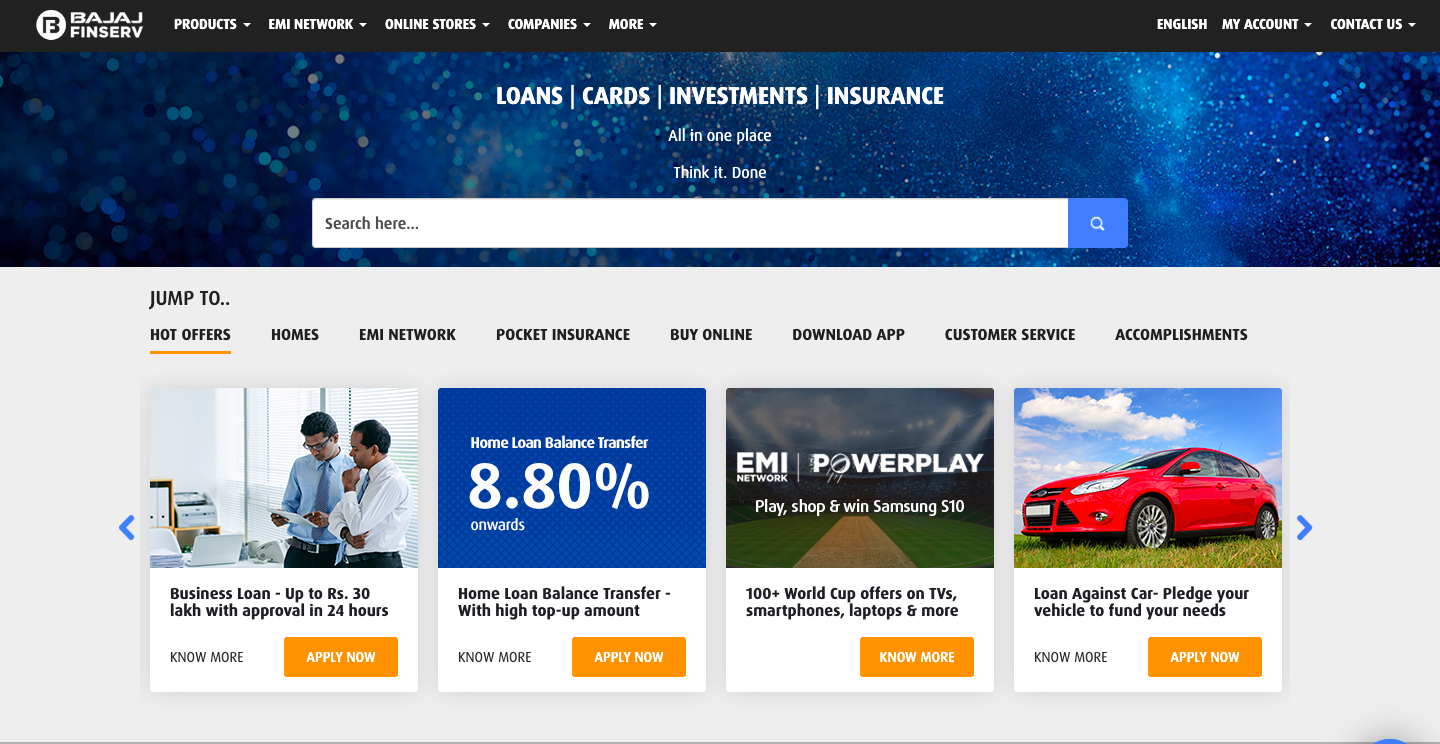 BAJAJ
FINSERV
PRODUCTS
EMI NETWORK
ONLINE STORES
COMPANIES
MORE
ENGLISH
MY ACCOUNT
CONTACT US
LOANS | CARDS | INVESTMENTS | INSURANCE
All in one place
Think it. Done
Search here...
JUMP TO..
HOT OFFERS
HOMES
EMI NETWORK
POCKET INSURANCE
BUY ONLINE
DOWNLOAD APP
CUSTOMER SERVICE
ACCOMPLISHMENTS
Business Loan - Up to Rs. 30
lakh with approval in 24 hours
KNOW MORE
APPLY NOW
Home Loan Balance Transfer
8.80%
onwards
Home Loan Balance Transfer -
With high top-up amount
KNOW MORE
APPLY NOW
EMI
NETWORK
POWERPLAY
Play, shop & win Samsung S10
100+ World Cup offers on TVs,
smartphones, laptops & more
KNOW MORE
Loan Against Car- Pledge your
vehicle to fund your needs
KNOW MORE
APPLY NOW